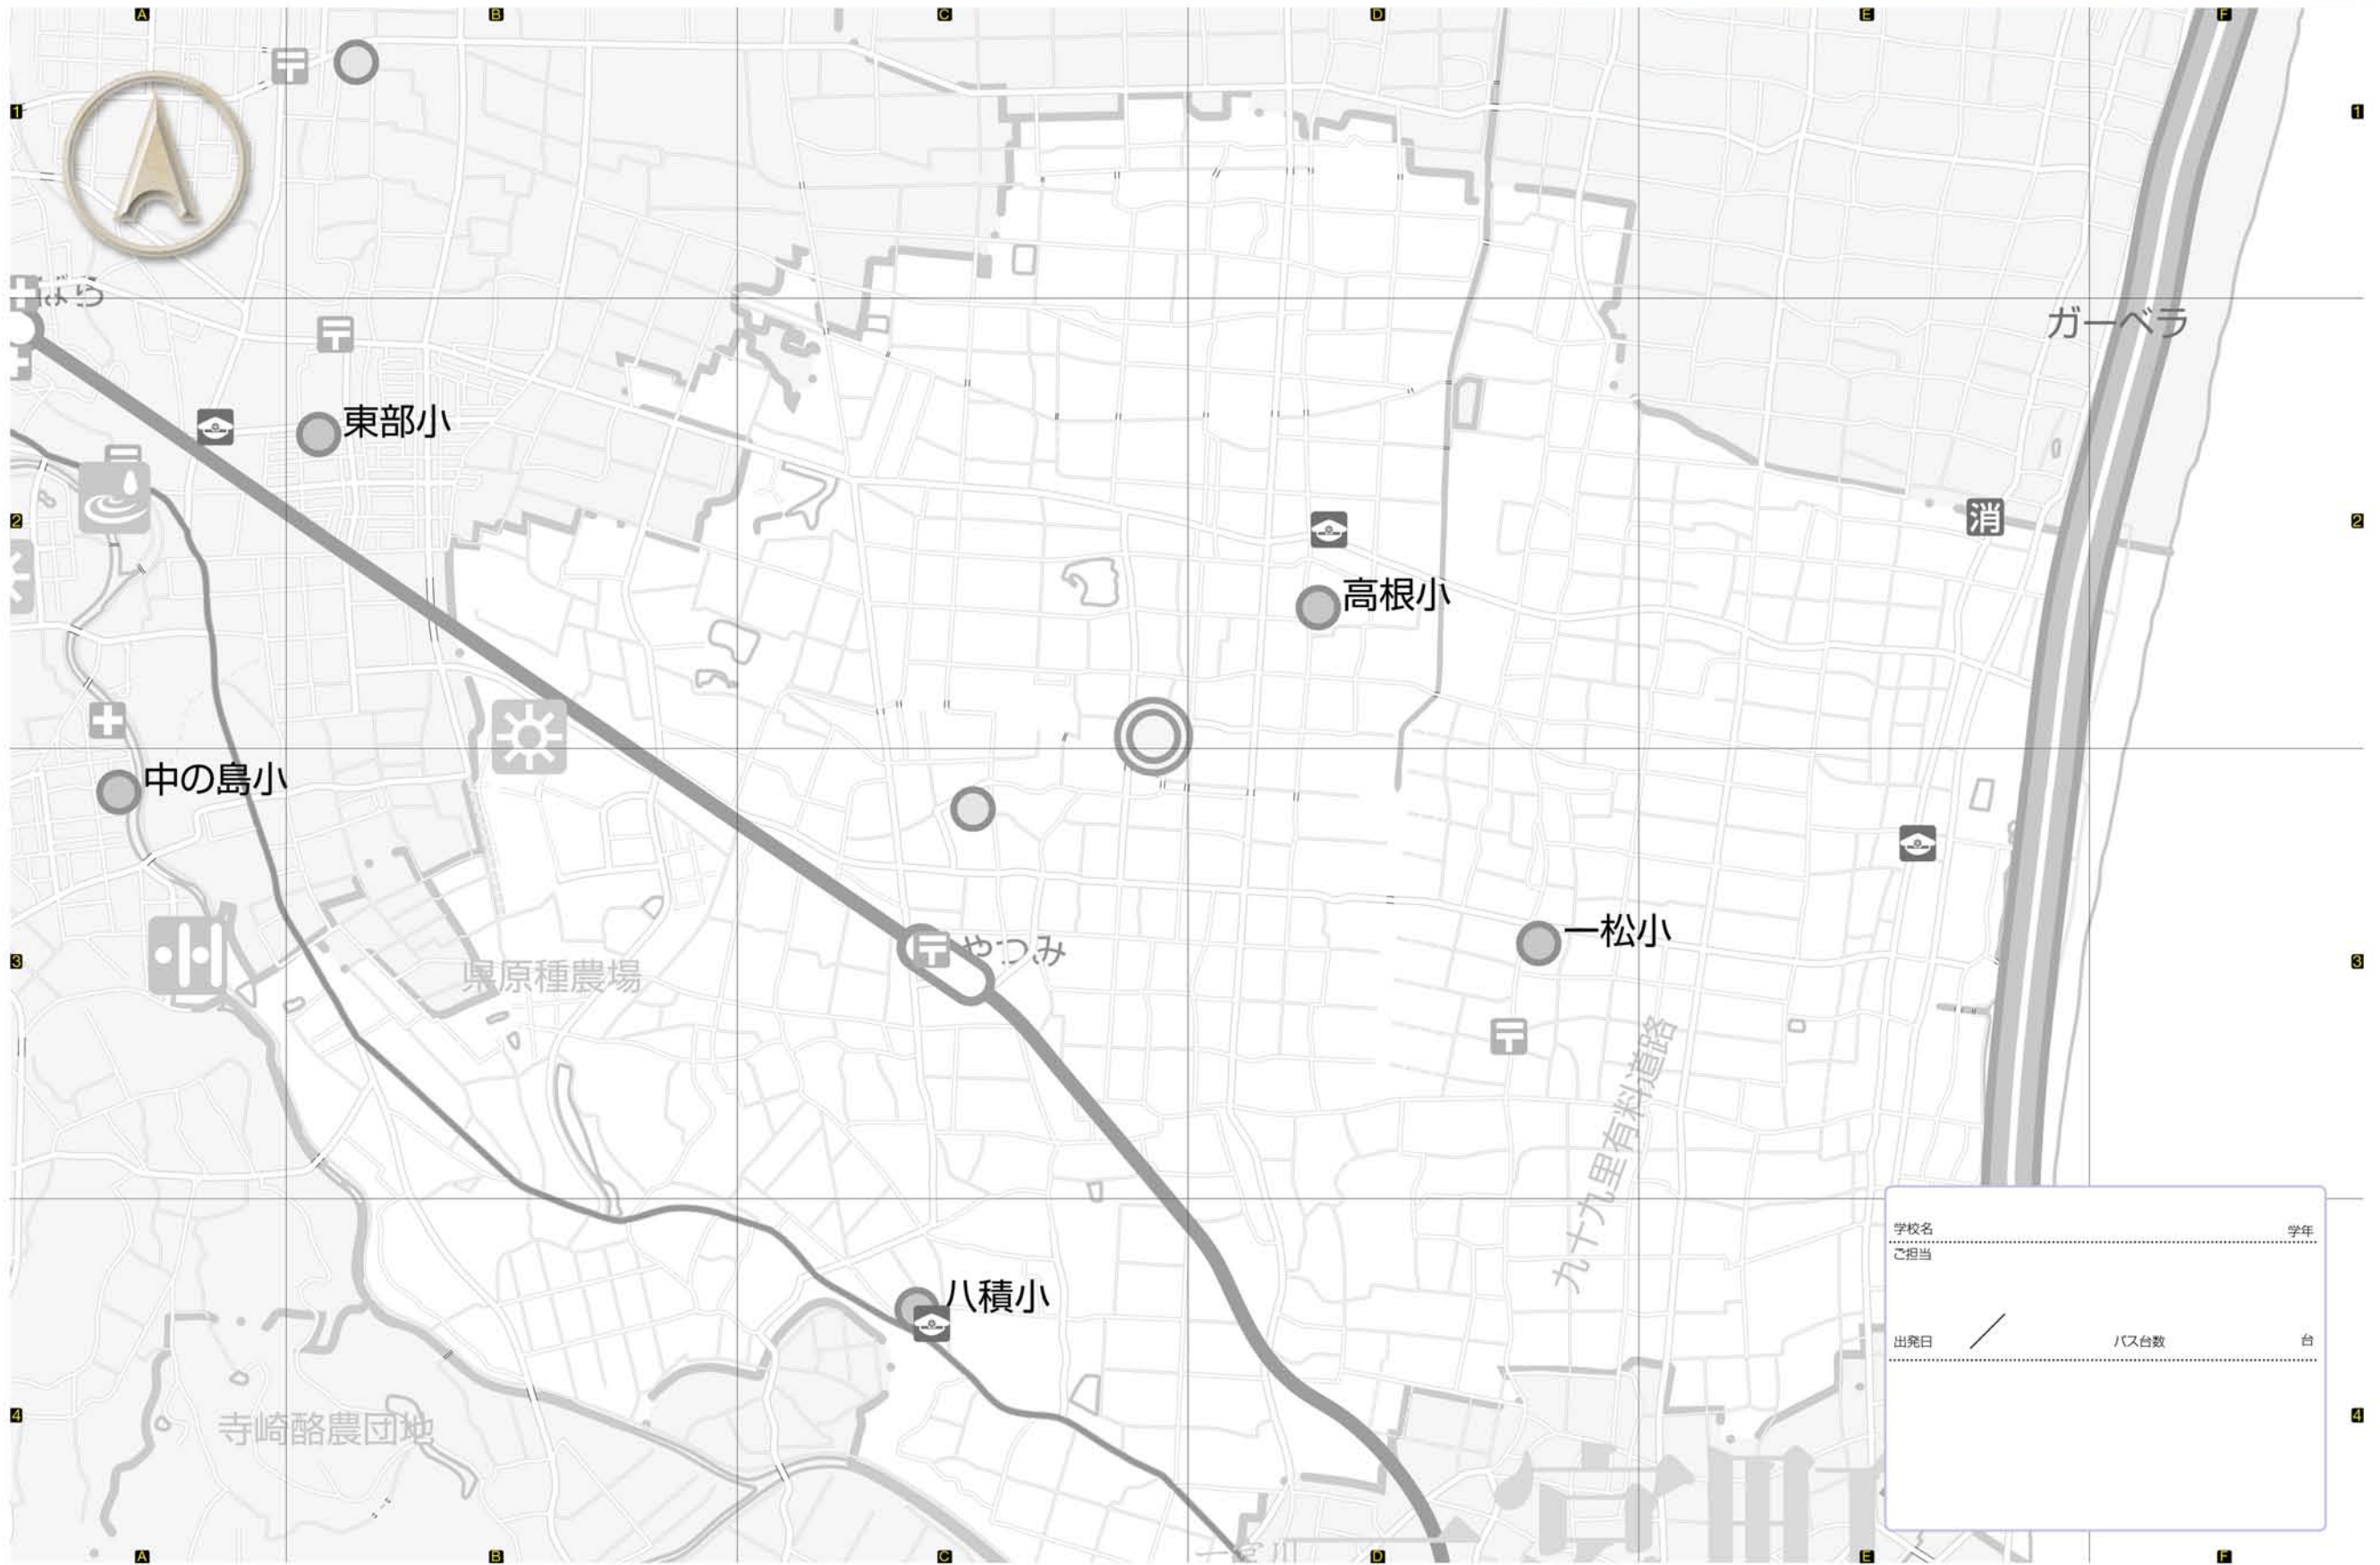 A B C D E F
1 1
ばら
ガーベラ
東部小
2 消 2
高根小
中の島小
一松小
やつみ
3 3
県原種農場
九十九里有料道路
学校名 学年
ご担当
八積小
出発日 ／ バス台数 台
4 4
寺崎酪農団地
A B C D E F